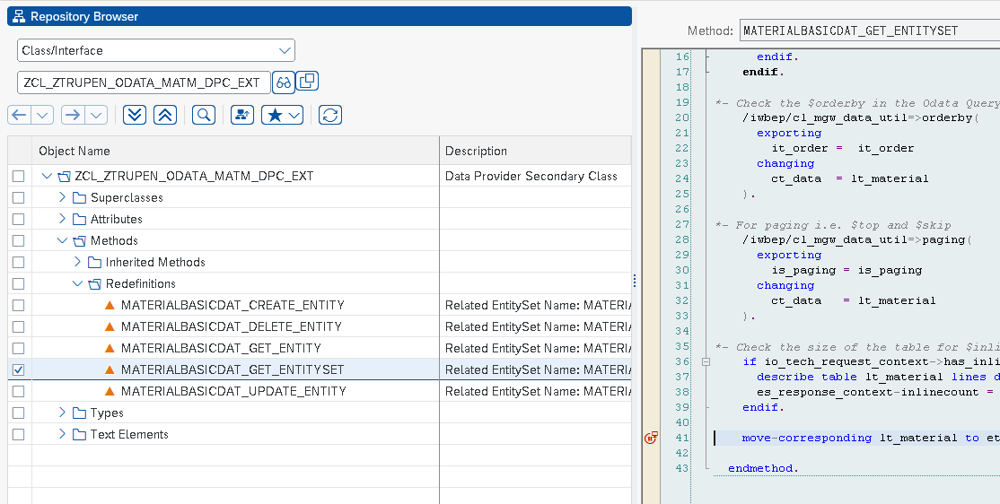 Repository Browser
Class/Interface
ZCL_ZTRUPEN_ODATA_MATM_DPC_EXT
Object Name Description
ZCL_ZTRUPEN_ODATA_MATM_DPC_EXT Data Provider Secondary Class
Superclasses
Attributes
Methods
Inherited Methods
Redefinitions
MATERIALBASICDAT_CREATE_ENTITY Related EntitySet Name: MATERIA
MATERIALBASICDAT_DELETE_ENTITY Related EntitySet Name: MATERIA
MATERIALBASICDAT_GET_ENTITY Related EntitySet Name: MATERIA
MATERIALBASICDAT_GET_ENTITYSET Related EntitySet Name: MATERIA
MATERIALBASICDAT_UPDATE_ENTITY Related EntitySet Name: MATERIA
Types
Text Elements
Method: MATERIALBASICDAT_GET_ENTITYSET
16 endif.
17 endif.
18
19 *- Check the $orderby in the Odata Query
20 /iwbep/cl_mgw_data_util=>orderby(
21 exporting
22 it_order = it_order
23 changing
24 ct_data = lt_material
25 ).
26
27 *- For paging i.e. $top and $skip
28 /iwbep/cl_mgw_data_util=>paging(
29 exporting
30 is_paging = is_paging
31 changing
32 ct_data = lt_material
33 ).
34
35 *- Check the size of the table for $inli
36 if io_tech_request_context->has_inli
37 describe table lt_material lines d
38 es_response_context-inlinecount =
39 endif.
40
41 move-corresponding lt_material to et
42
43 endmethod.